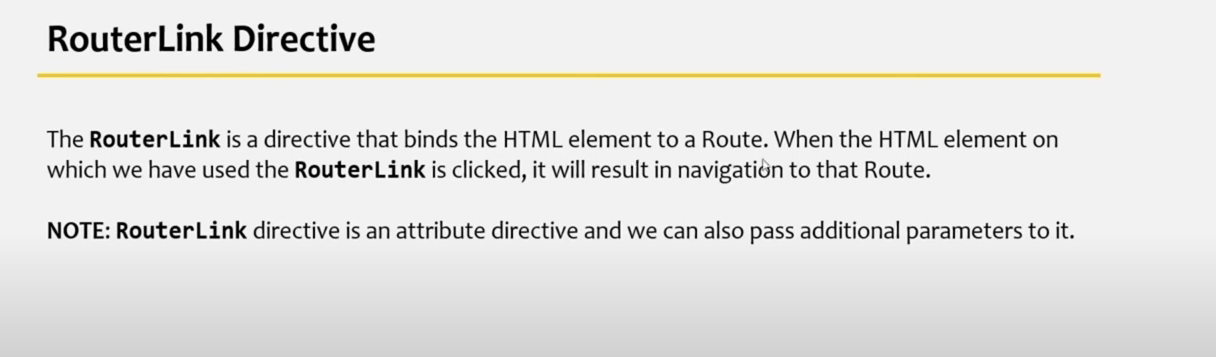 RouterLink Directive
The RouterLink is a directive that binds the HTML element to a Route. When the HTML element on
which we have used the RouterLink is clicked, it will result in navigation to that Route.
NOTE: RouterLink directive is an attribute directive and we can also pass additional parameters to it.